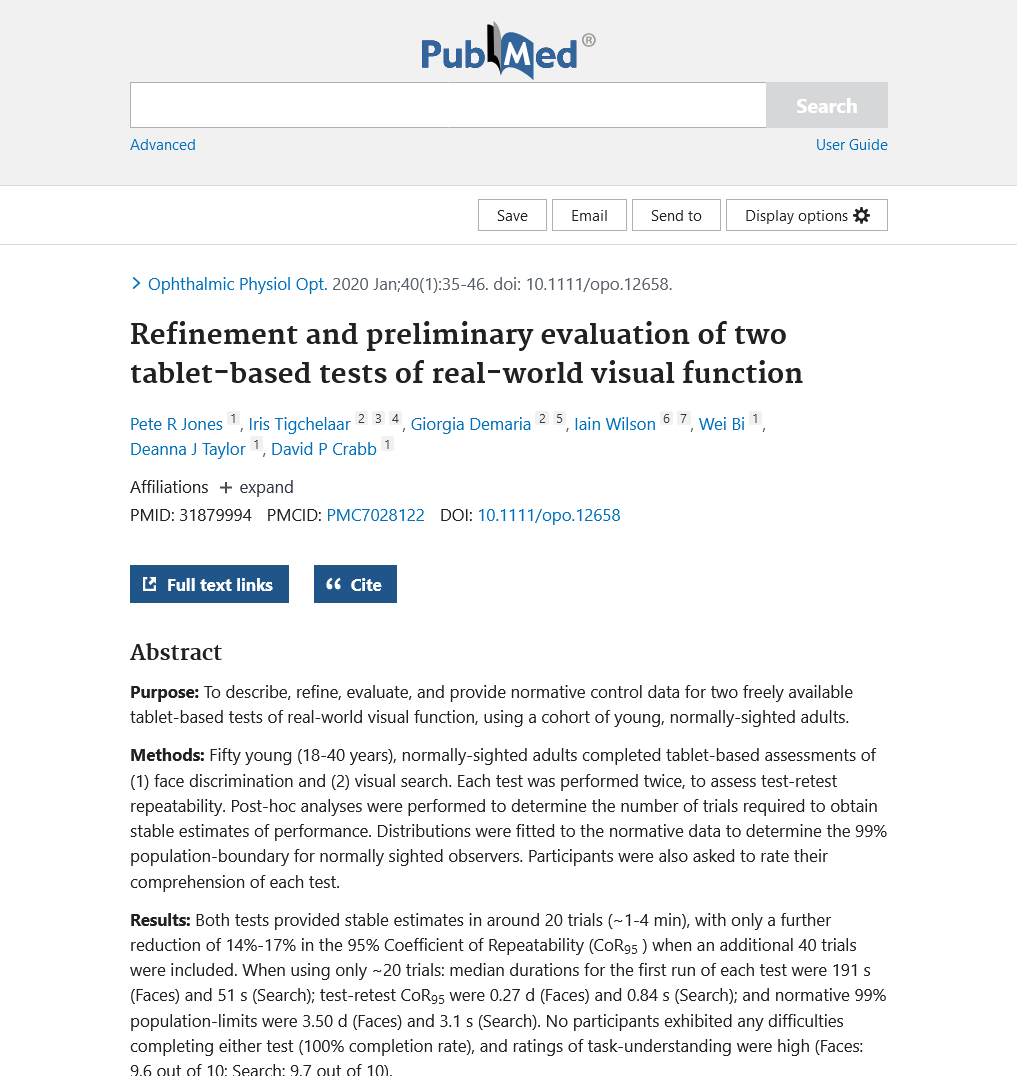 PubMed®
Search
Advanced
User Guide
Save
Email
Send to
Display options
Ophthalmic Physiol Opt. 2020 Jan;40(1):35-46. doi: 10.1111/opo.12658.
Refinement and preliminary evaluation of two
tablet-based tests of real-world visual function
Pete R Jones 1, Iris Tigchelaar 2 3 4, Giorgia Demaria 2 5, Iain Wilson 6 7, Wei Bi 1,
Deanna J Taylor 1, David P Crabb 1
Affiliations + expand
PMID: 31879994 PMCID: PMC7028122 DOI: 10.1111/opo.12658
Full text links
Cite
Abstract
Purpose: To describe, refine, evaluate, and provide normative control data for two freely available
tablet-based tests of real-world visual function, using a cohort of young, normally-sighted adults.
Methods: Fifty young (18-40 years), normally-sighted adults completed tablet-based assessments of
(1) face discrimination and (2) visual search. Each test was performed twice, to assess test-retest
repeatability. Post-hoc analyses were performed to determine the number of trials required to obtain
stable estimates of performance. Distributions were fitted to the normative data to determine the 99%
population-boundary for normally sighted observers. Participants were also asked to rate their
comprehension of each test.
Results: Both tests provided stable estimates in around 20 trials (~1-4 min), with only a further
reduction of 14%-17% in the 95% Coefficient of Repeatability (CoR95 ) when an additional 40 trials
were included. When using only ~20 trials: median durations for the first run of each test were 191 s
(Faces) and 51 s (Search); test-retest CoR95 were 0.27 d (Faces) and 0.84 s (Search); and normative 99%
population-limits were 3.50 d (Faces) and 3.1 s (Search). No participants exhibited any difficulties
completing either test (100% completion rate), and ratings of task-understanding were high (Faces:
9.6 out of 10; Search: 9.7 out of 10).